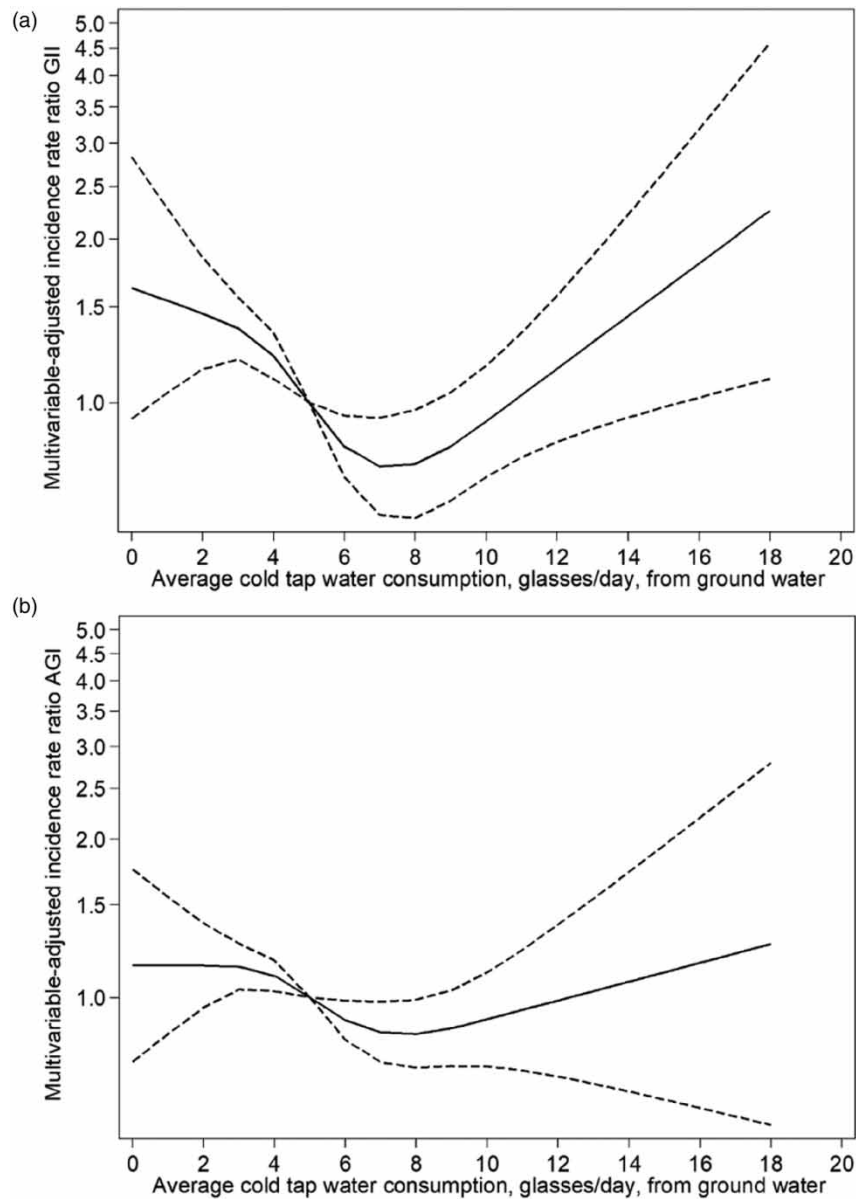 (a)
Multivariable-adjusted incidence rate ratio GII
5.0
4.5
4.0
3.0
2.5
2.0
1.5
1.0
0 2 4 6 8 10 12 14 16 18 20
Average cold tap water consumption, glasses/day, from ground water
(b)
Multivariable-adjusted incidence rate ratio AGI
5.0
4.5
4.0
3.5
3.0
2.5
2.0
1.5
1.0
0 2 4 6 8 10 12 14 16 18 20
Average cold tap water consumption, glasses/day, from ground water